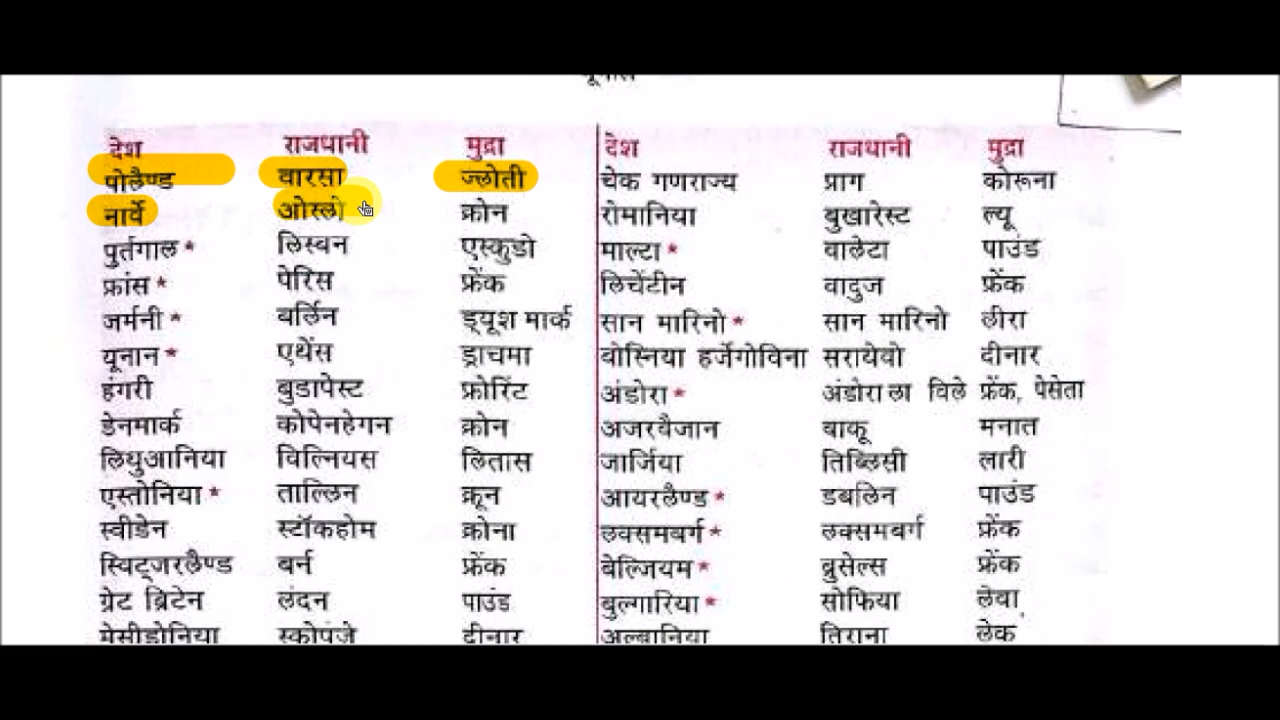 देश राजधानी मुद्रा देश राजधानी मुद्रा
पोलैण्ड वारसा ज्लोती चेक गणराज्य प्राग कोरूना
नार्वे ओस्लो क्रोन रोमानिया बुखारेस्ट ल्यू
पुर्तगाल * लिस्बन एस्कुडो माल्टा * वालेटा पाउंड
फ्रांस * पेरिस फ्रेंक लिचेंटीन वादुज फ्रेंक
जर्मनी * बर्लिन ड्यूश मार्क सान मारिनो * सान मारिनो लीरा
यूनान * एथेंस ड्राचमा बोस्निया हर्जेगोविना सरायेवो दीनार
हंगरी बुडापेस्ट फ्रोरिंट अंडोरा * अंडोरा ला विले फ्रेंक, पेसेता
डेनमार्क कोपेनहेगन क्रोन अजरबैजान बाकू मनात
लिथुआनिया विल्नियस लितास जार्जिया तिब्लिसी लारी
एस्तोनिया * ताल्लिन क्रून आयरलैण्ड * डबलिन पाउंड
स्वीडेन स्टॉकहोम क्रोना लक्समबर्ग * लक्समबर्ग फ्रेंक
स्विट्जरलैण्ड बर्न फ्रेंक बेल्जियम * ब्रुसेल्स फ्रेंक
ग्रेट ब्रिटेन लंदन पाउंड बुल्गारिया * सोफिया लेवा
मेसीडोनिया स्कोपंजे दीनार अल्बानिया तिराना लेक